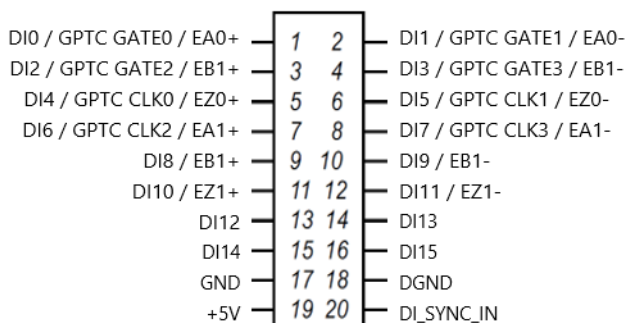 DI0 / GPTC GATE0 / EA0+ 1 2 DI1 / GPTC GATE1 / EA0-
DI2 / GPTC GATE2 / EB1+ 3 4 DI3 / GPTC GATE3 / EB1-
DI4 / GPTC CLK0 / EZ0+ 5 6 DI5 / GPTC CLK1 / EZ0-
DI6 / GPTC CLK2 / EA1+ 7 8 DI7 / GPTC CLK3 / EA1-
DI8 / EB1+ 9 10 DI9 / EB1-
DI10 / EZ1+ 11 12 DI11 / EZ1-
DI12 13 14 DI13
DI14 15 16 DI15
GND 17 18 DGND
+5V 19 20 DI_SYNC_IN